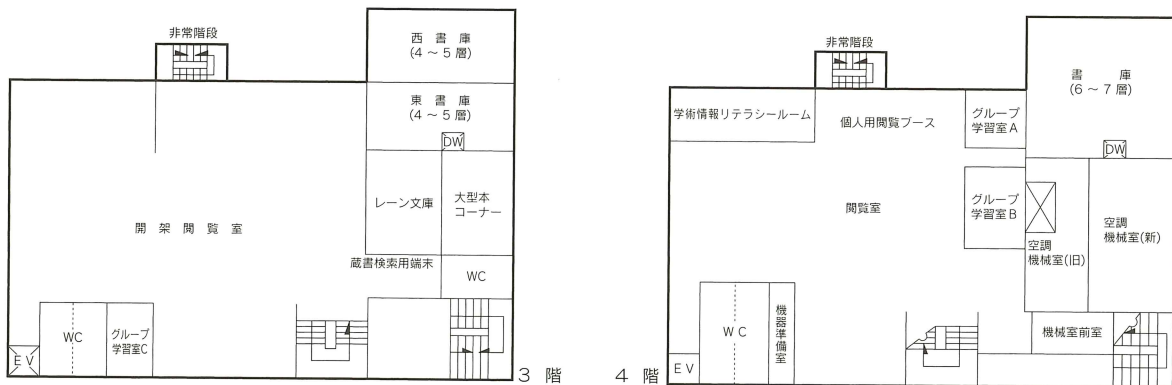 非常階段
西書庫
(4～5層)
東書庫
(4～5層)
DW
レーン文庫
大型本
コーナー
開架閲覧室
蔵書検索用端末
WC
WC
グループ
学習室C
EV
3階
非常階段
書庫
(6～7層)
学術情報リテラシールーム
個人用閲覧ブース
グループ
学習室A
DW
閲覧室
グループ
学習室B
空調
機械室(新)
空調
機械室(旧)
WC
機器準備室
機械室前室
EV
4階